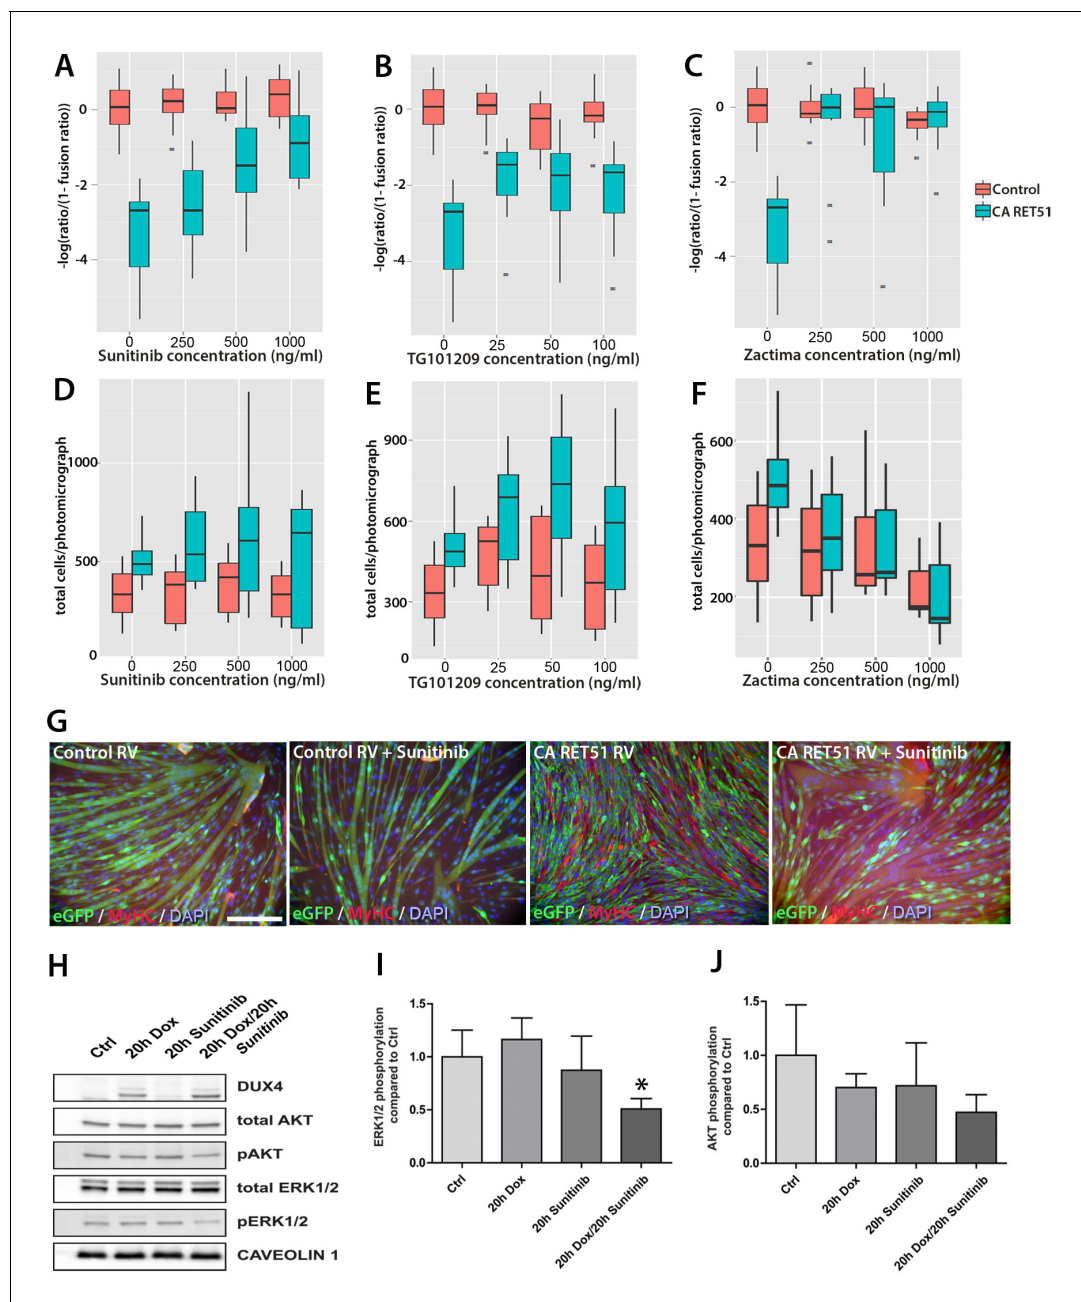 A
-log(ratio/(1- fusion ratio))
0
-2
-4
0
250
500
1000
Sunitinib concentration (ng/ml)
B
-log(ratio/(1- fusion ratio))
0
-2
-4
0
25
50
100
TG101209 concentration (ng/ml)
C
-log(ratio/(1- fusion ratio))
0
-2
-4
0
250
500
1000
Zactima concentration (ng/ml)
Control
CA RET51
D
total cells/photomicrograph
1000
500
0
0
250
500
1000
Sunitinib concentration (ng/ml)
E
total cells/photomicrograph
900
600
300
0
0
25
50
100
TG101209 concentration (ng/ml)
F
total cells/photomicrograph
600
400
200
0
250
500
1000
Zactima concentration (ng/ml)
G
Control RV
eGFP / MyHC / DAPI
Control RV + Sunitinib
eGFP / MyHC / DAPI
CA RET51 RV
eGFP / MyHC / DAPI
CA RET51 RV + Sunitinib
eGFP / MyHC / DAPI
H
Ctrl
20h Dox
20h Sunitinib
20h Dox/20h
Sunitinib
DUX4
total AKT
pAKT
total ERK1/2
pERK1/2
CAVEOLIN 1
I
ERK1/2 phosphorylation
compared to Ctrl
1.5
1.0
0.5
0.0
*
Ctrl
20h Dox
20h Sunitinib
20h Dox/20h Sunitinib
J
AKT phosphorylation
compared to Ctrl
1.5
1.0
0.5
0.0
Ctrl
20h Dox
20h Sunitinib
20h Dox/20h Sunitinib